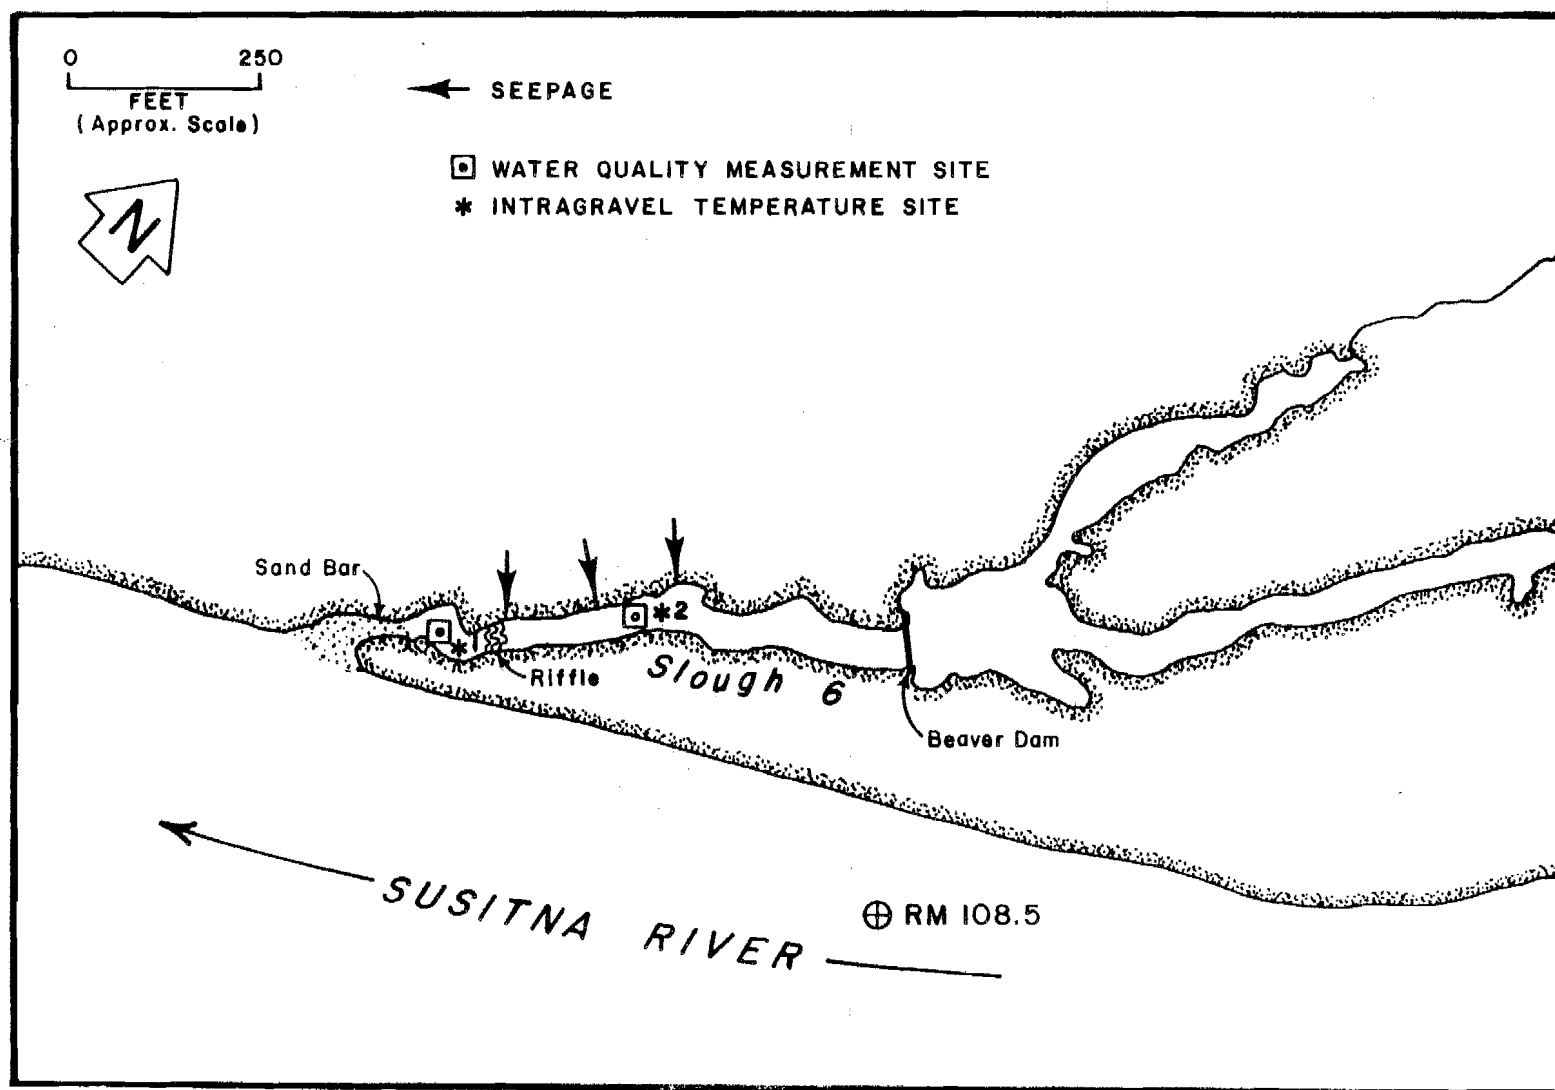 0 250
FEET
(Approx. Scale)
SEEPAGE
WATER QUALITY MEASUREMENT SITE
* INTRAGRAVEL TEMPERATURE SITE
N
Sand Bar
*1
*2
Riffle
Slough 6
Beaver Dam
SUSITNA RIVER
RM 108.5